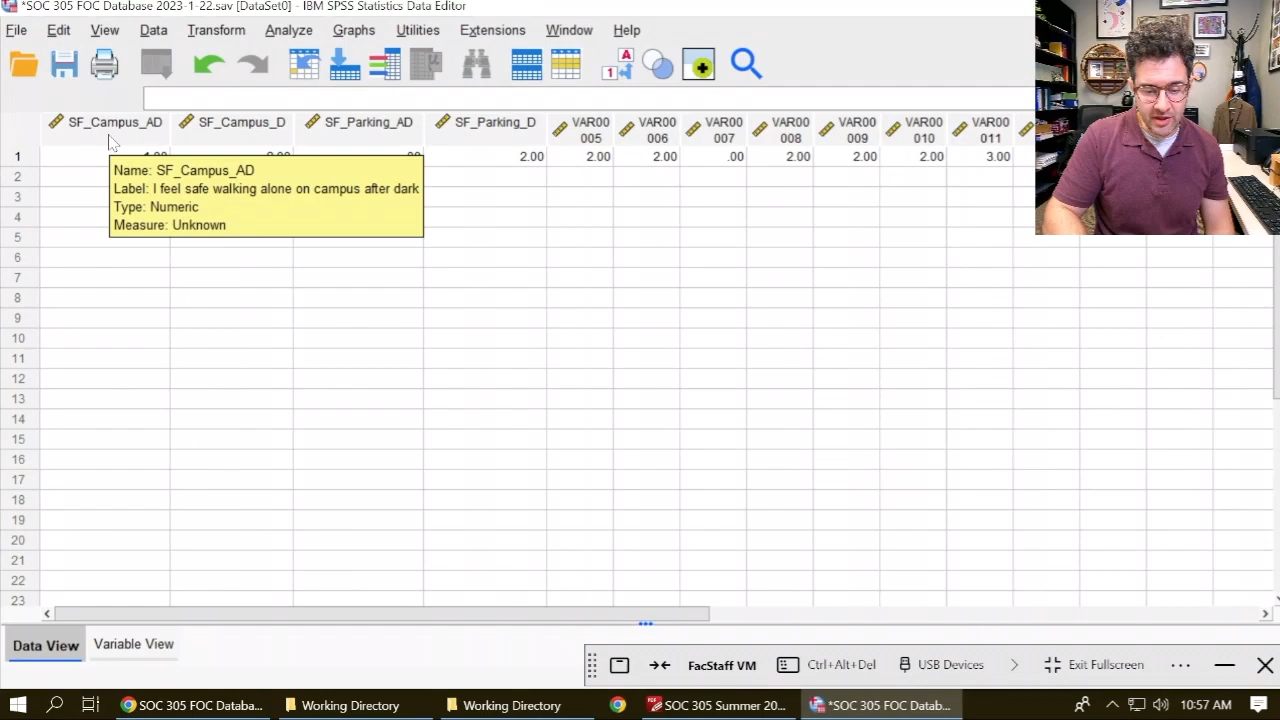 *SOC 305 FOC Database 2023-1-22.sav [DataSet0] - IBM SPSS Statistics Data Editor
File Edit View Data Transform Analyze Graphs Utilities Extensions Window Help
SF_Campus_AD SF_Campus_D SF_Parking_AD SF_Parking_D VAR00005 VAR00006 VAR00007 VAR00008 VAR00009 VAR00010 VAR00011
1 2.00 2.00 2.00 .00 2.00 2.00 2.00 3.00
Name: SF_Campus_AD
Label: I feel safe walking alone on campus after dark
Type: Numeric
Measure: Unknown
2
3
4
5
6
7
8
9
10
11
12
13
14
15
16
17
18
19
20
21
22
23
Data View Variable View
FacStaff VM Ctrl+Alt+Del USB Devices Exit Fullscreen
SOC 305 FOC Databa... Working Directory Working Directory SOC 305 Summer 20... *SOC 305 FOC Datab... 10:57 AM